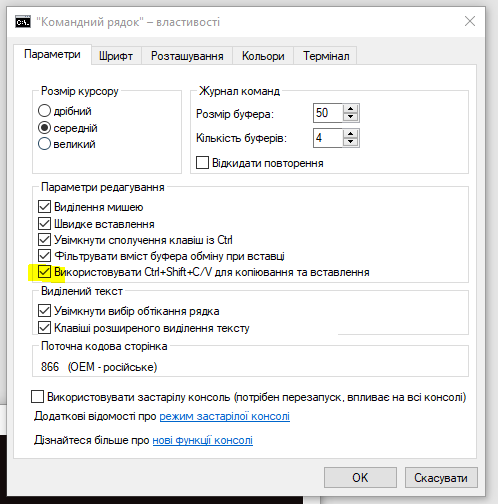 "Командний рядок" – властивості
Параметри Шрифт Розташування Кольори Термінал
Розмір курсору
дрібний
середній
великий
Журнал команд
Розмір буфера: 50
Кількість буферів: 4
Відкидати повторення
Параметри редагування
Виділення мишею
Швидке вставлення
Увімкнути сполучення клавіш із Ctrl
Фільтрувати вміст буфера обміну при вставці
Використовувати Ctrl+Shift+C/V для копіювання та вставлення
Виділений текст
Увімкнути вибір обтікання рядка
Клавіші розширеного виділення тексту
Поточна кодова сторінка
866 (OEM - російське)
Використовувати застарілу консоль (потрібен перезапуск, впливає на всі консолі)
Додаткові відомості про режим застарілої консолі
Дізнайтеся більше про нові функції консолі
OK Скасувати